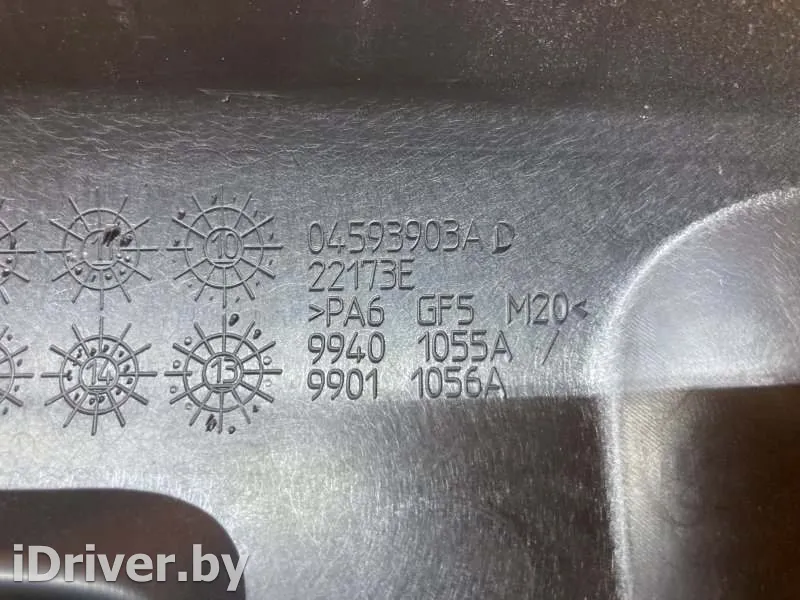 11 10 04593903A D
22173E
>PA6 GF5 M20<
14 13 9940 1055A /
9901 1056A
iDriver.by